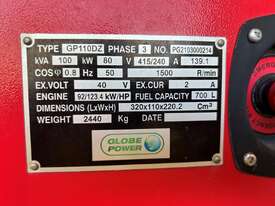 TYPE GP110DZ PHASE 3 NO. PG2103000214
kVA 100 kW 80 V 415/240 A 139.1
COSφ 0.8 Hz 50 1500 R/min
EX.VOLT 40 V EX.CUR 2 A
ENGINE 92/123.4 kW/HP FUEL CAPACITY 700 L
DIMENSIONS (LxWxH) 320x110x220.2 Cm³
WEIGHT 2440 Kg DATE
GLOBE
POWER